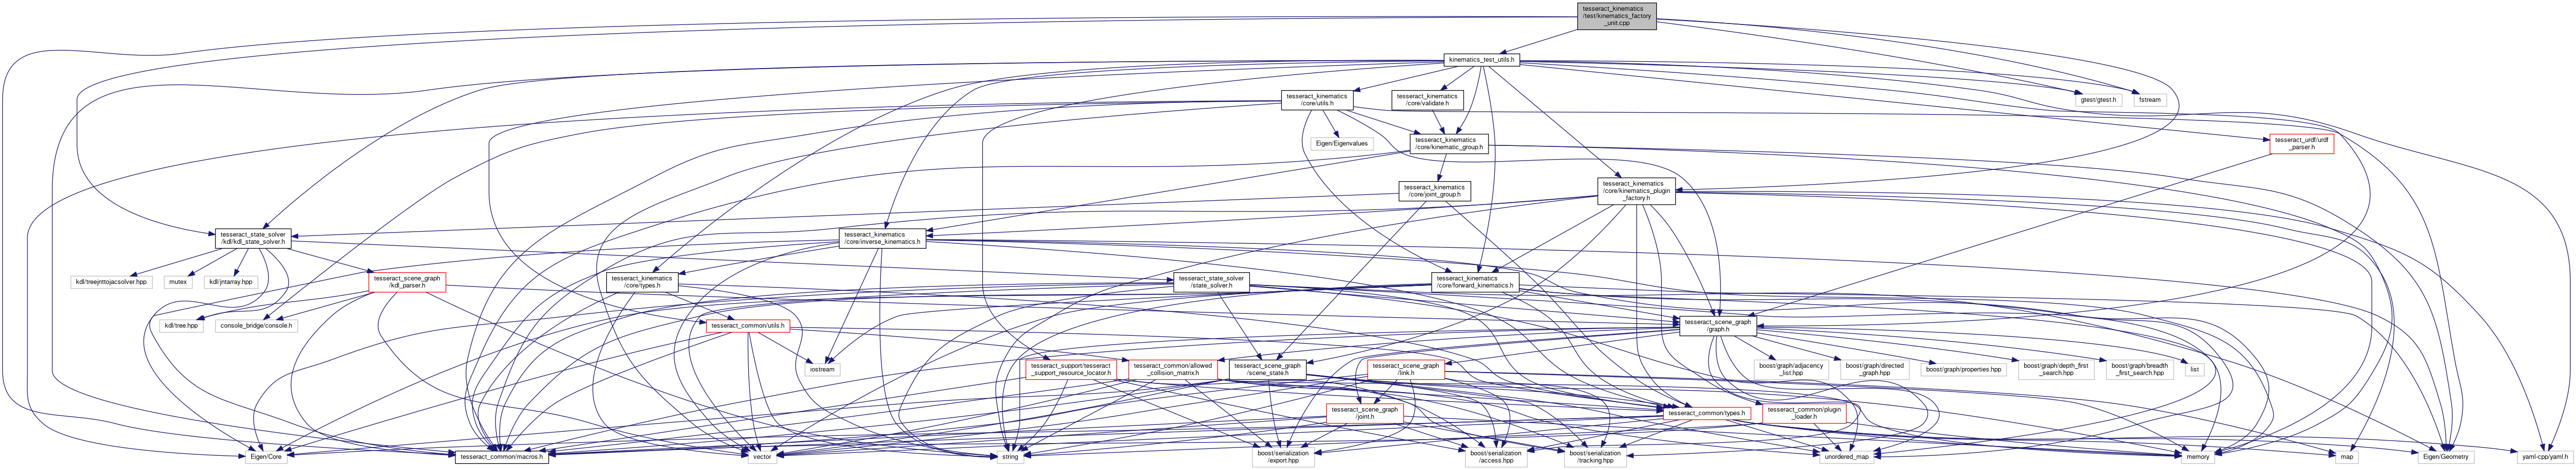 tesseract_kinematics
/test/kinematics_factory
_unit.cpp
kinematics_test_utils.h
tesseract_kinematics
/core/utils.h
tesseract_kinematics
/core/validate.h
gtest/gtest.h
fstream
Eigen/Eigenvalues
tesseract_kinematics
/core/kinematic_group.h
tesseract_urdf/urdf
_parser.h
tesseract_kinematics
/core/joint_group.h
tesseract_kinematics
/core/kinematics_plugin
_factory.h
tesseract_state_solver
/kdl/kdl_state_solver.h
tesseract_kinematics
/core/inverse_kinematics.h
kdl/treejnttojacsolver.hpp
mutex
kdl/jntarray.hpp
tesseract_scene_graph
/kdl_parser.h
tesseract_kinematics
/core/types.h
tesseract_state_solver
/state_solver.h
tesseract_kinematics
/core/forward_kinematics.h
kdl/tree.hpp
console_bridge/console.h
tesseract_common/utils.h
tesseract_scene_graph
/graph.h
iostream
tesseract_support/tesseract
_support_resource_locator.h
tesseract_common/allowed
_collision_matrix.h
tesseract_scene_graph
/scene_state.h
tesseract_scene_graph
/link.h
boost/graph/adjacency
_list.hpp
boost/graph/directed
_graph.hpp
boost/graph/properties.hpp
boost/graph/depth_first
_search.hpp
boost/graph/breadth
_first_search.hpp
list
tesseract_scene_graph
/joint.h
tesseract_common/types.h
tesseract_common/plugin
_loader.h
Eigen/Core
tesseract_common/macros.h
vector
string
boost/serialization
/export.hpp
boost/serialization
/access.hpp
boost/serialization
/tracking.hpp
unordered_map
memory
map
Eigen/Geometry
yaml-cpp/yaml.h